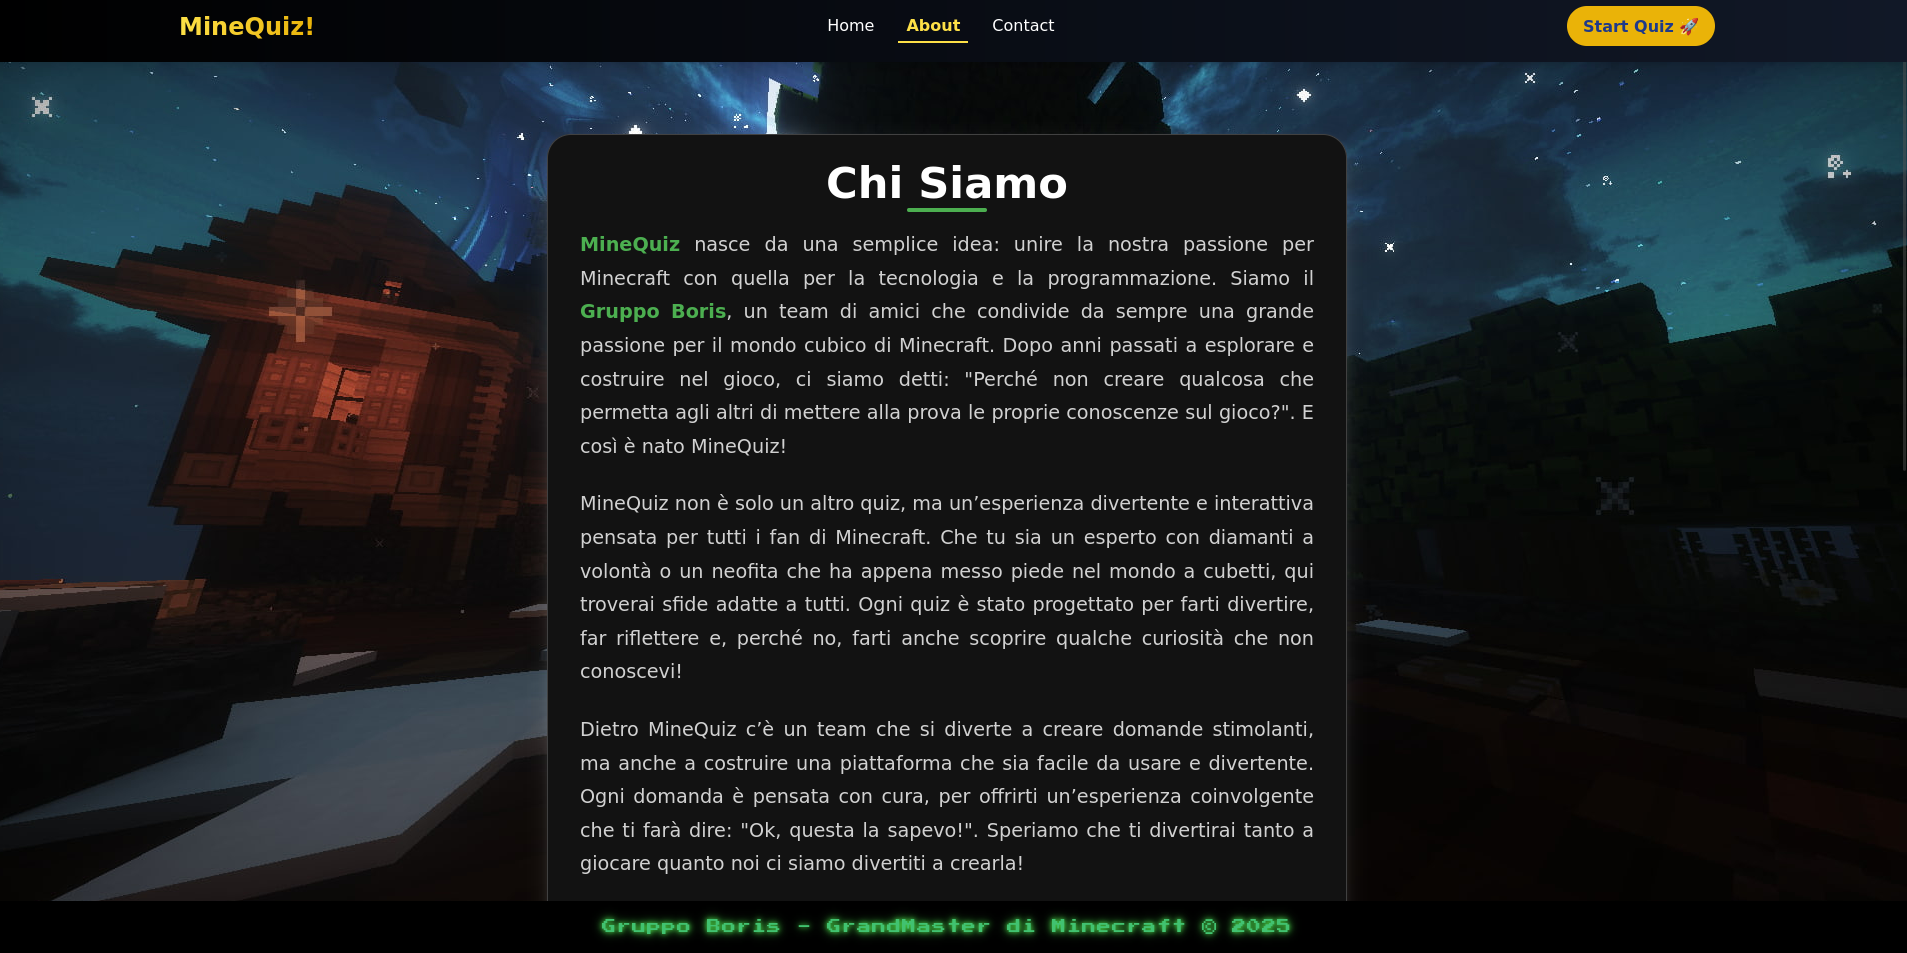 MineQuiz!
Home About Contact
Start Quiz 🚀
Chi Siamo
MineQuiz nasce da una semplice idea: unire la nostra passione per
Minecraft con quella per la tecnologia e la programmazione. Siamo il
Gruppo Boris, un team di amici che condivide da sempre una grande
passione per il mondo cubico di Minecraft. Dopo anni passati a esplorare e
costruire nel gioco, ci siamo detti: "Perché non creare qualcosa che
permetta agli altri di mettere alla prova le proprie conoscenze sul gioco?". E
così è nato MineQuiz!
MineQuiz non è solo un altro quiz, ma un’esperienza divertente e interattiva
pensata per tutti i fan di Minecraft. Che tu sia un esperto con diamanti a
volontà o un neofita che ha appena messo piede nel mondo a cubetti, qui
troverai sfide adatte a tutti. Ogni quiz è stato progettato per farti divertire,
far riflettere e, perché no, farti anche scoprire qualche curiosità che non
conoscevi!
Dietro MineQuiz c’è un team che si diverte a creare domande stimolanti,
ma anche a costruire una piattaforma che sia facile da usare e divertente.
Ogni domanda è pensata con cura, per offrirti un’esperienza coinvolgente
che ti farà dire: "Ok, questa la sapevo!". Speriamo che ti divertirai tanto a
giocare quanto noi ci siamo divertiti a crearla!
Gruppo Boris - GrandMaster di Minecraft © 2025